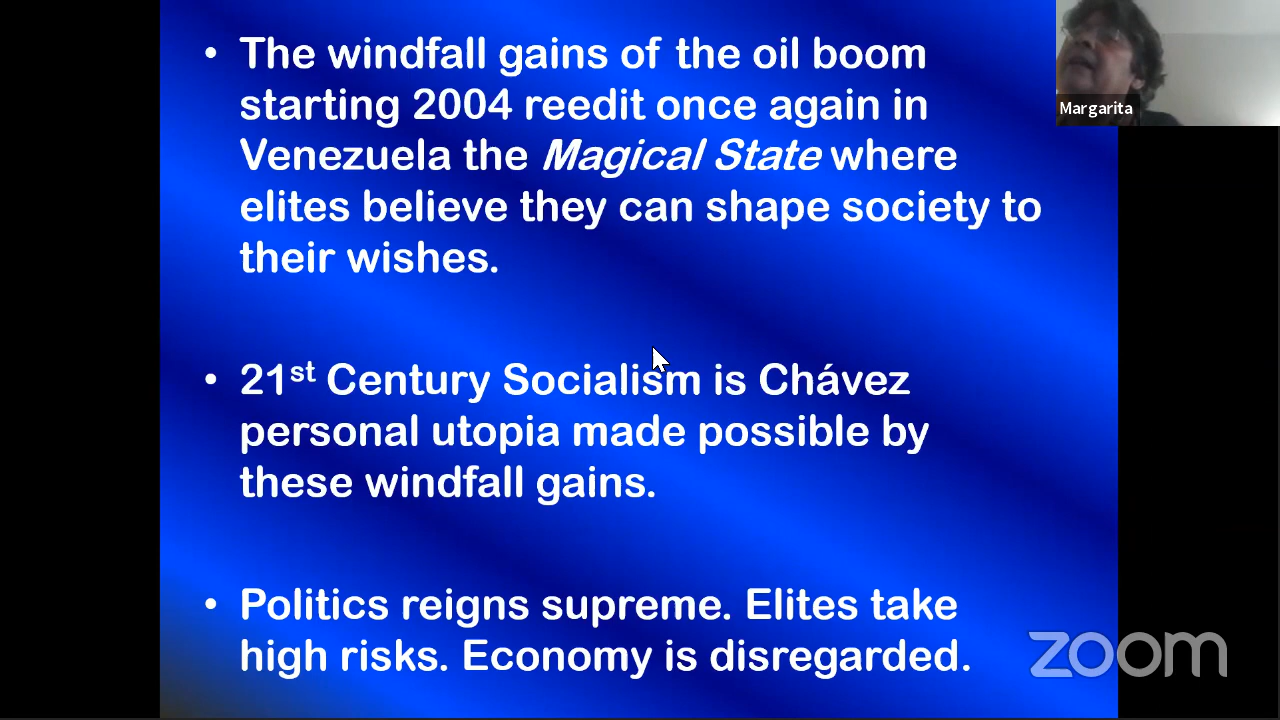 • The windfall gains of the oil boom
starting 2004 reedit once again in
Venezuela the Magical State where
elites believe they can shape society to
their wishes.
• 21st Century Socialism is Chávez
personal utopia made possible by
these windfall gains.
• Politics reigns supreme. Elites take
high risks. Economy is disregarded.
Margarita
zoom